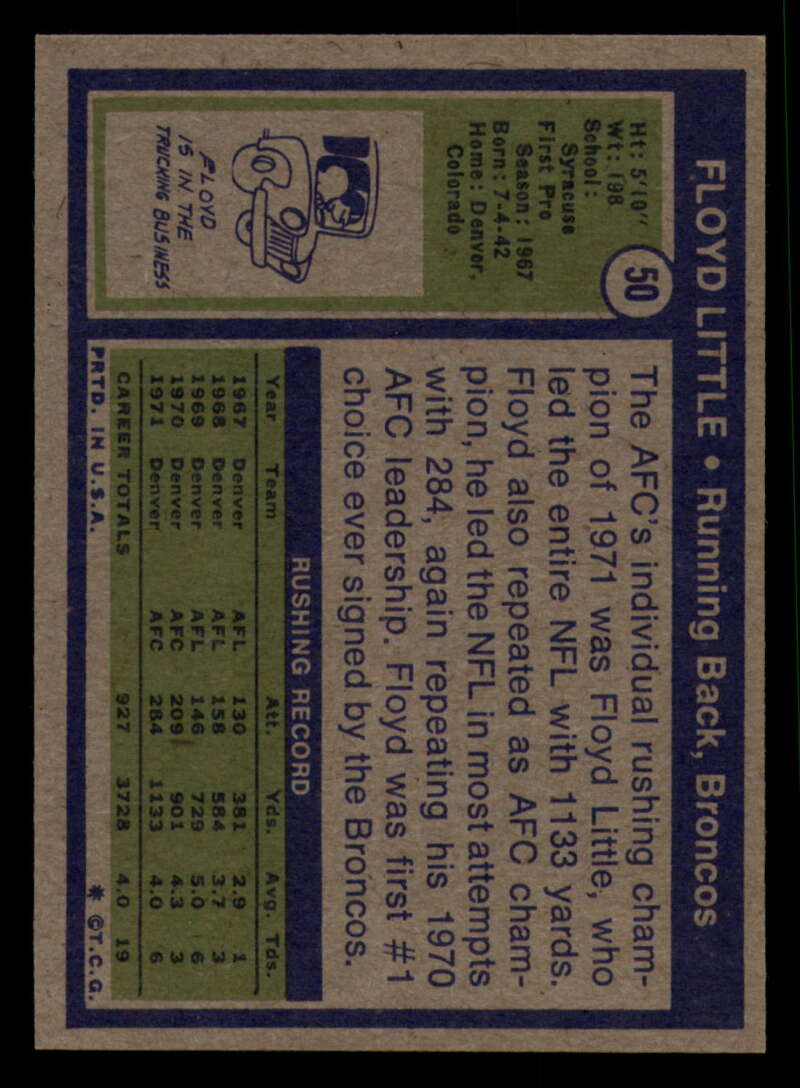 FLOYD LITTLE • Running Back, Broncos
50
Ht: 5'10"
Wt: 198
School:
Syracuse
First Pro
Season: 1967
Born: 7-4-42
Home: Denver,
Colorado
FLOYD
IS IN THE
TRUCKING BUSINESS
The AFC's individual rushing cham-
pion of 1971 was Floyd Little, who
led the entire NFL with 1133 yards.
Floyd also repeated as AFC cham-
pion, he led the NFL in most attempts
with 284, again repeating his 1970
AFC leadership. Floyd was first #1
choice ever signed by the Broncos.
RUSHING RECORD
Year Team Att. Yds. Avg. Tds.
1967 Denver AFL 130 381 2.9 1
1968 Denver AFL 158 584 3.7 3
1969 Denver AFL 146 729 5.0 6
1970 Denver AFC 209 901 4.3 3
1971 Denver AFC 284 1133 4.0 6
CAREER TOTALS 927 3728 4.0 19
PRTD. IN U.S.A. * ©T.C.G.